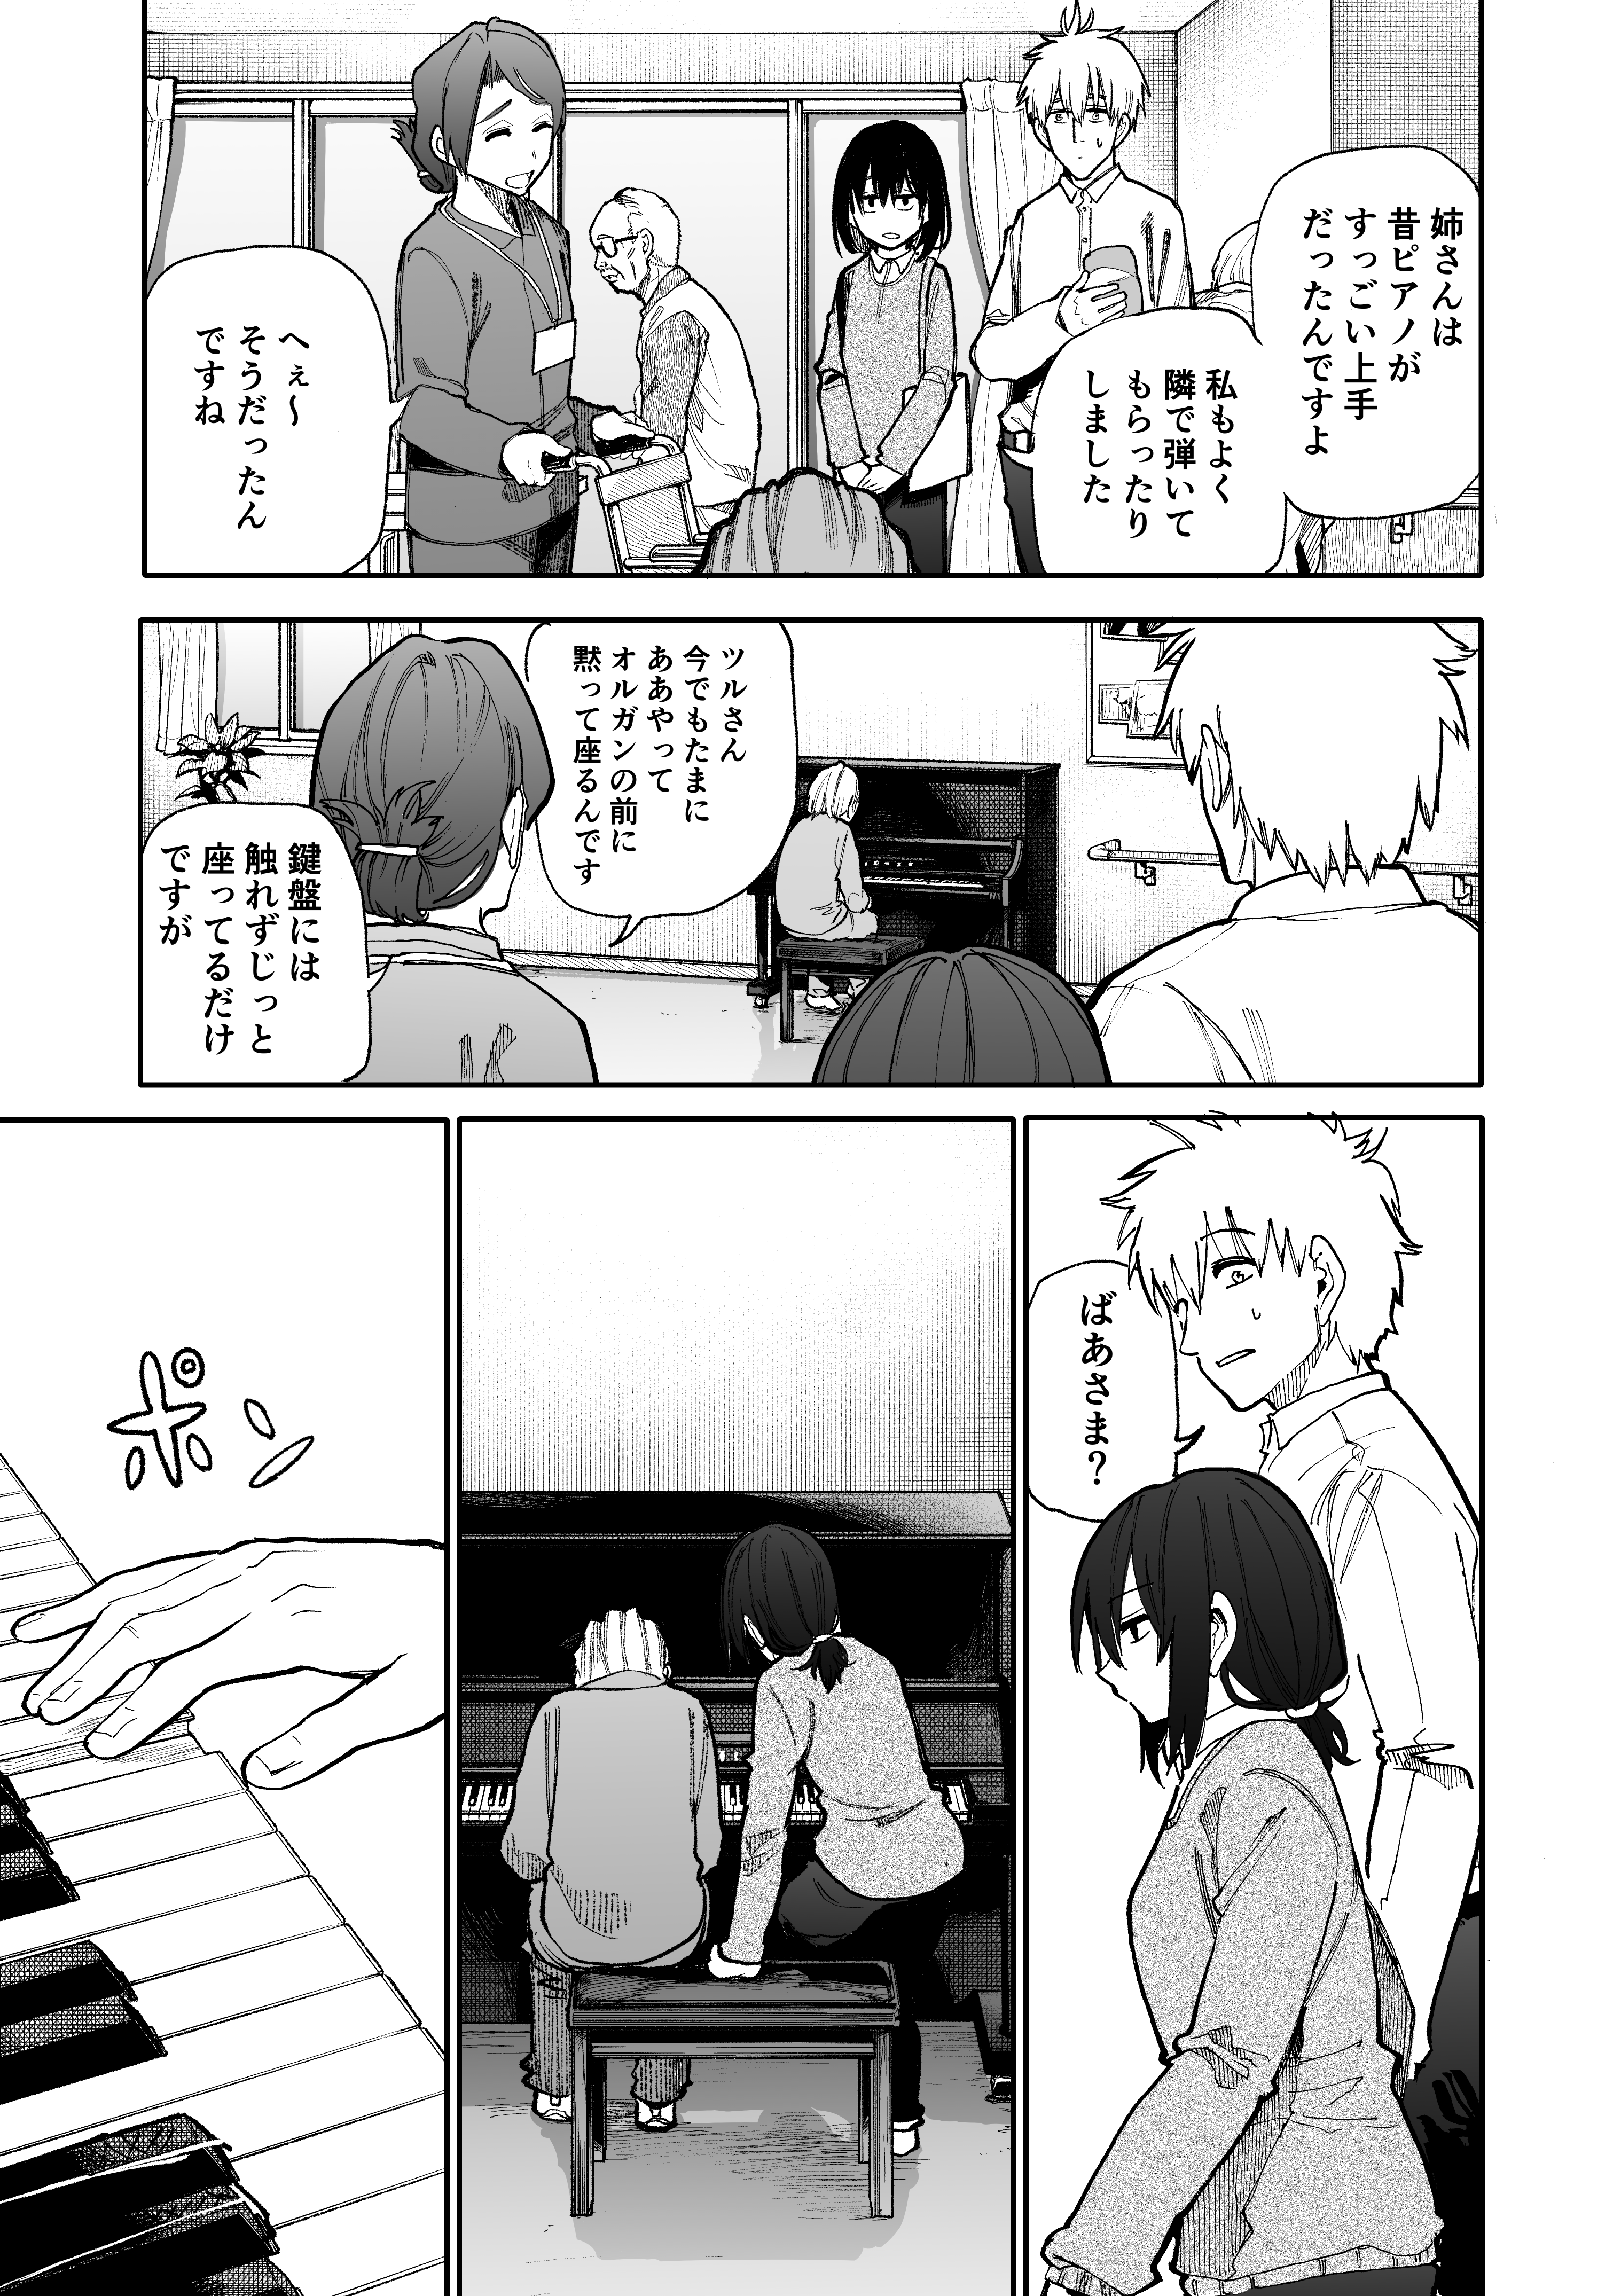 姉さんは
昔ピアノが
すっごい上手
だったんですよ
私もよく
隣で弾いて
もらったり
しました
へぇ〜
そうだったん
ですね
ツルさん
今でもたまに
ああやって
オルガンの前に
黙って座るんです
鍵盤には
触れずじっと
座ってるだけ
ですが
ばあさま?
ポン